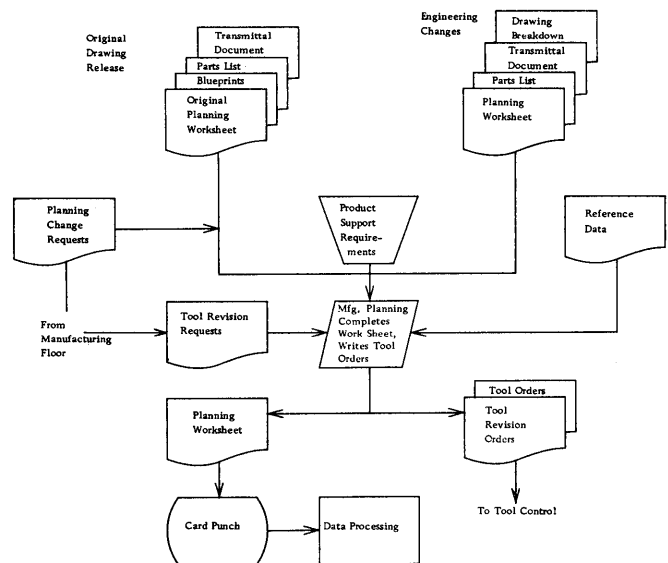 Original
Drawing
Release
Transmittal
Document
Parts List
Blueprints
Original
Planning
Worksheet
Engineering
Changes
Drawing
Breakdown
Transmittal
Document
Parts List
Planning
Worksheet
Planning
Change
Requests
Product
Support
Require-
ments
Reference
Data
From
Manufacturing
Floor
Tool Revision
Requests
Mfg. Planning
Completes
Work Sheet,
Writes Tool
Orders
Planning
Worksheet
Tool Orders
Tool
Revision
Orders
Card Punch
Data Processing
To Tool Control